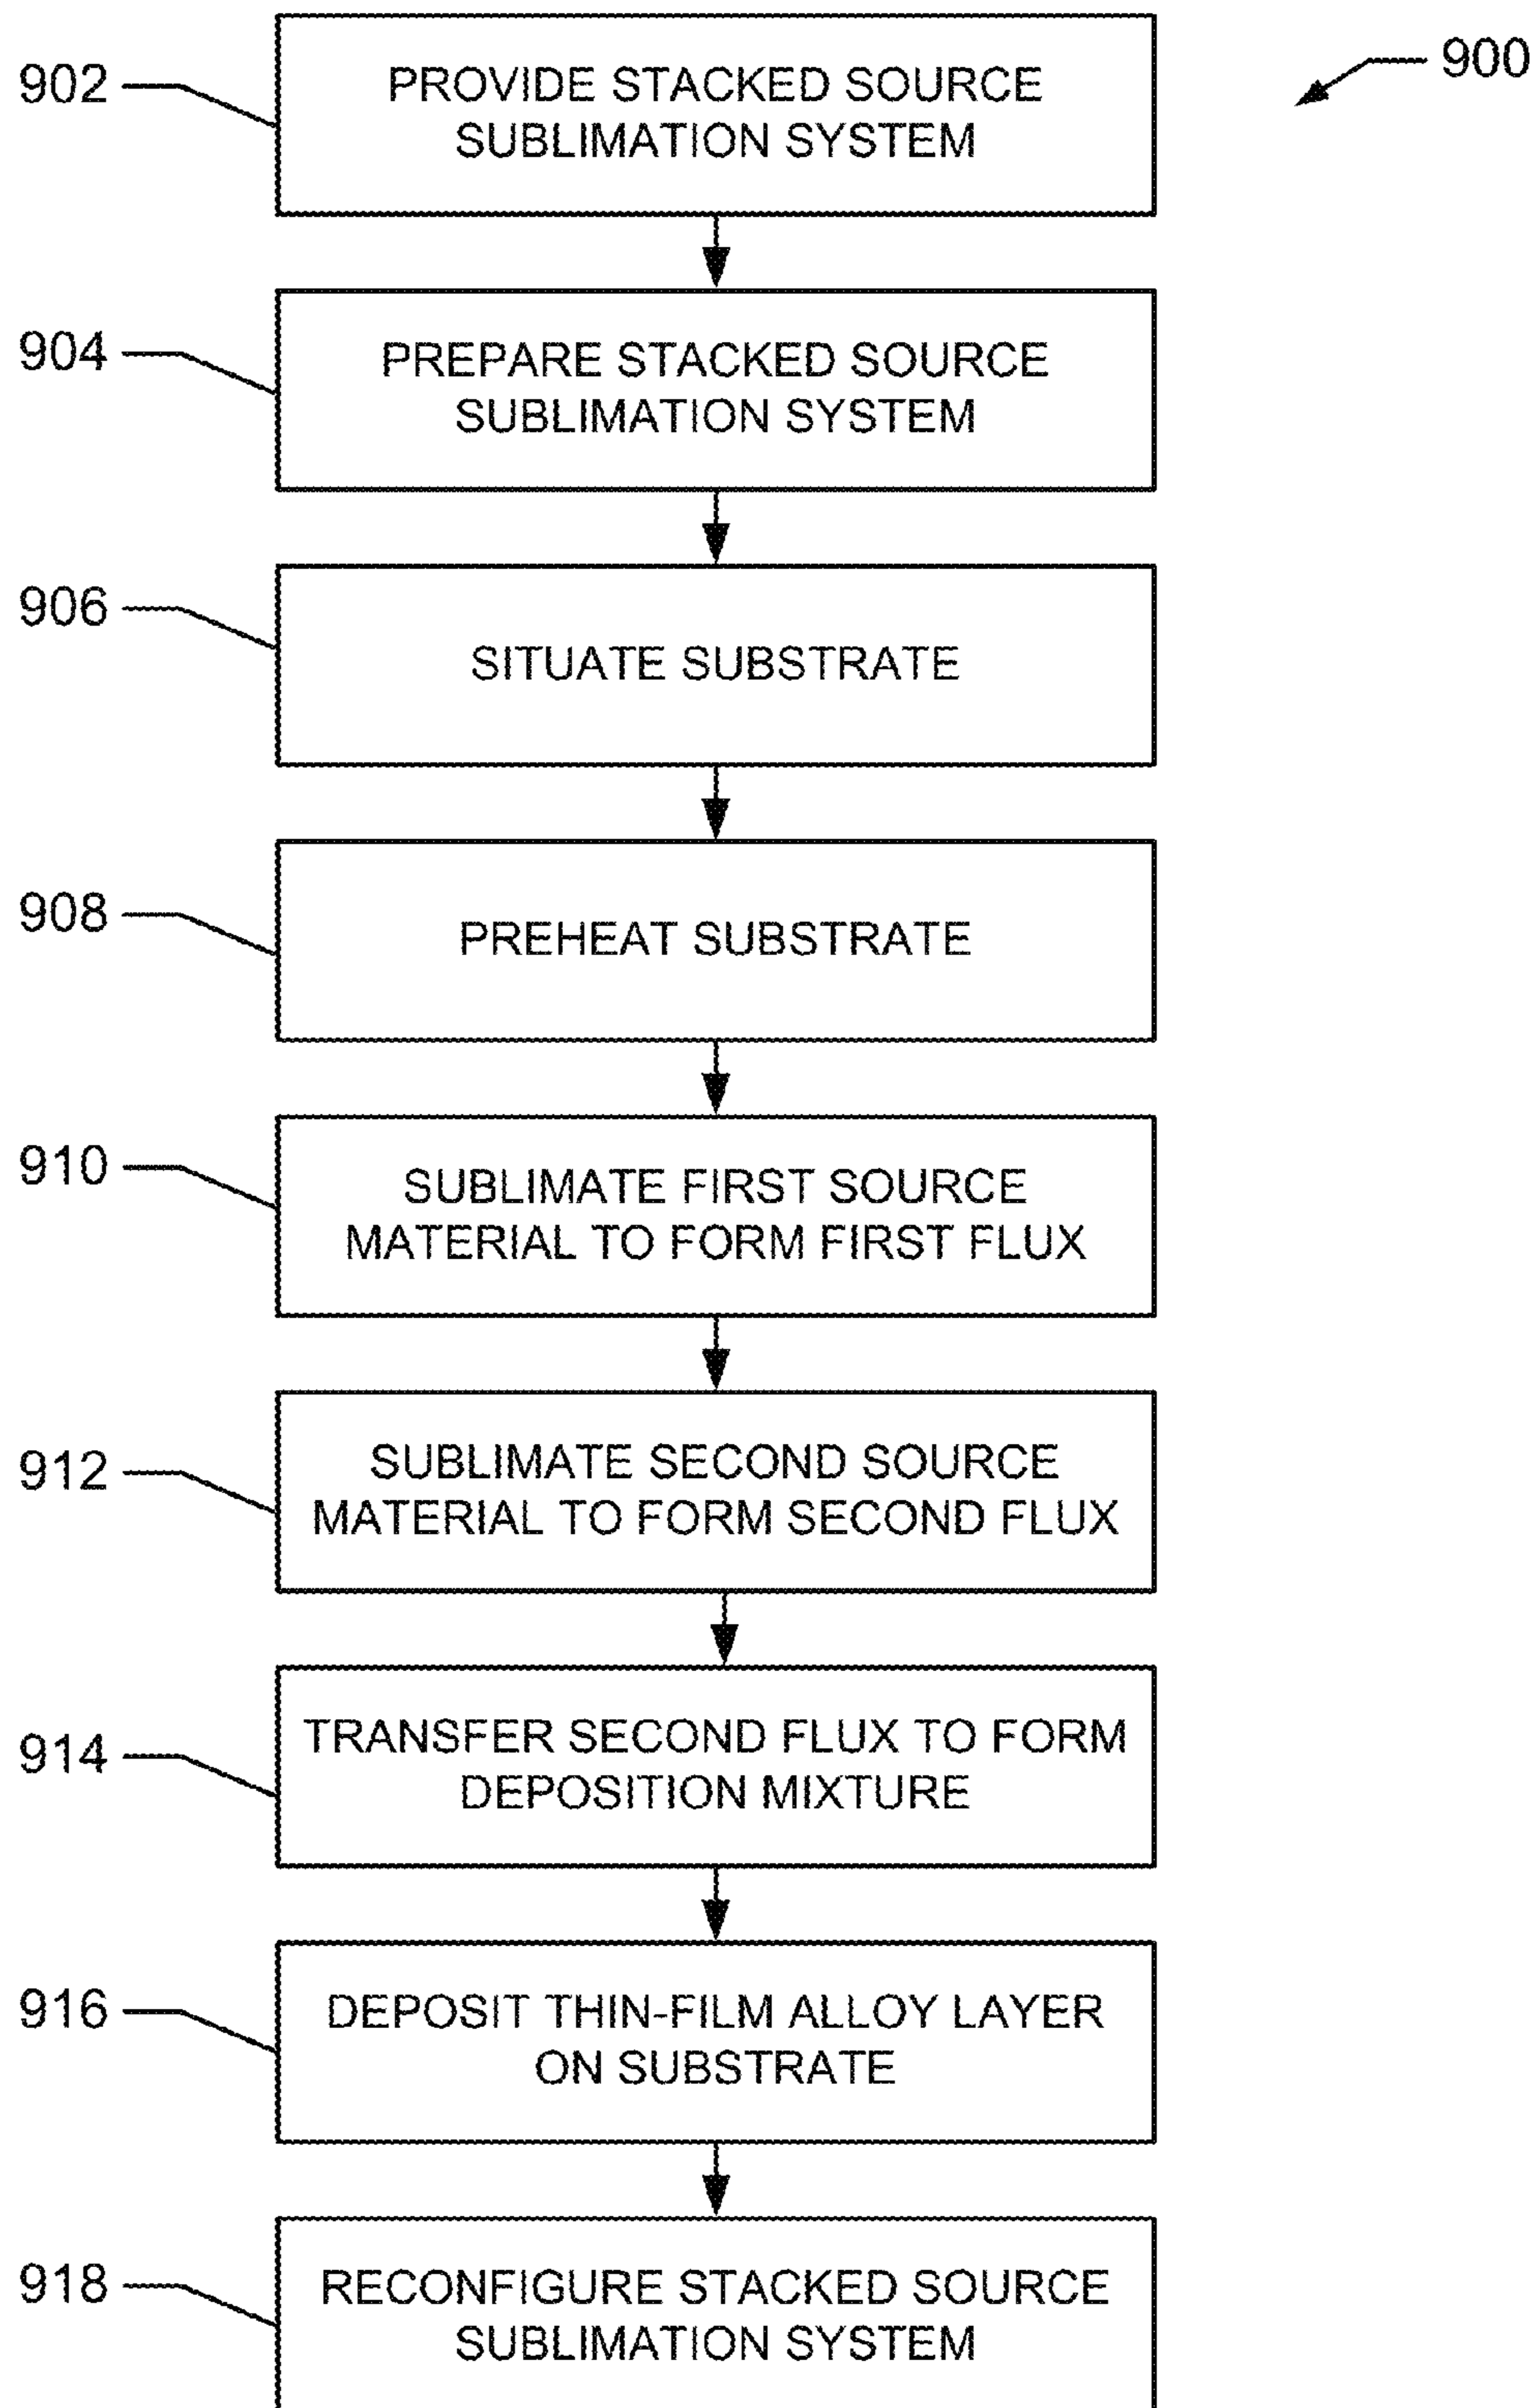 900
902
PROVIDE STACKED SOURCE
SUBLIMATION SYSTEM
904
PREPARE STACKED SOURCE
SUBLIMATION SYSTEM
906
SITUATE SUBSTRATE
908
PREHEAT SUBSTRATE
910
SUBLIMATE FIRST SOURCE
MATERIAL TO FORM FIRST FLUX
912
SUBLIMATE SECOND SOURCE
MATERIAL TO FORM SECOND FLUX
914
TRANSFER SECOND FLUX TO FORM
DEPOSITION MIXTURE
916
DEPOSIT THIN-FILM ALLOY LAYER
ON SUBSTRATE
918
RECONFIGURE STACKED SOURCE
SUBLIMATION SYSTEM